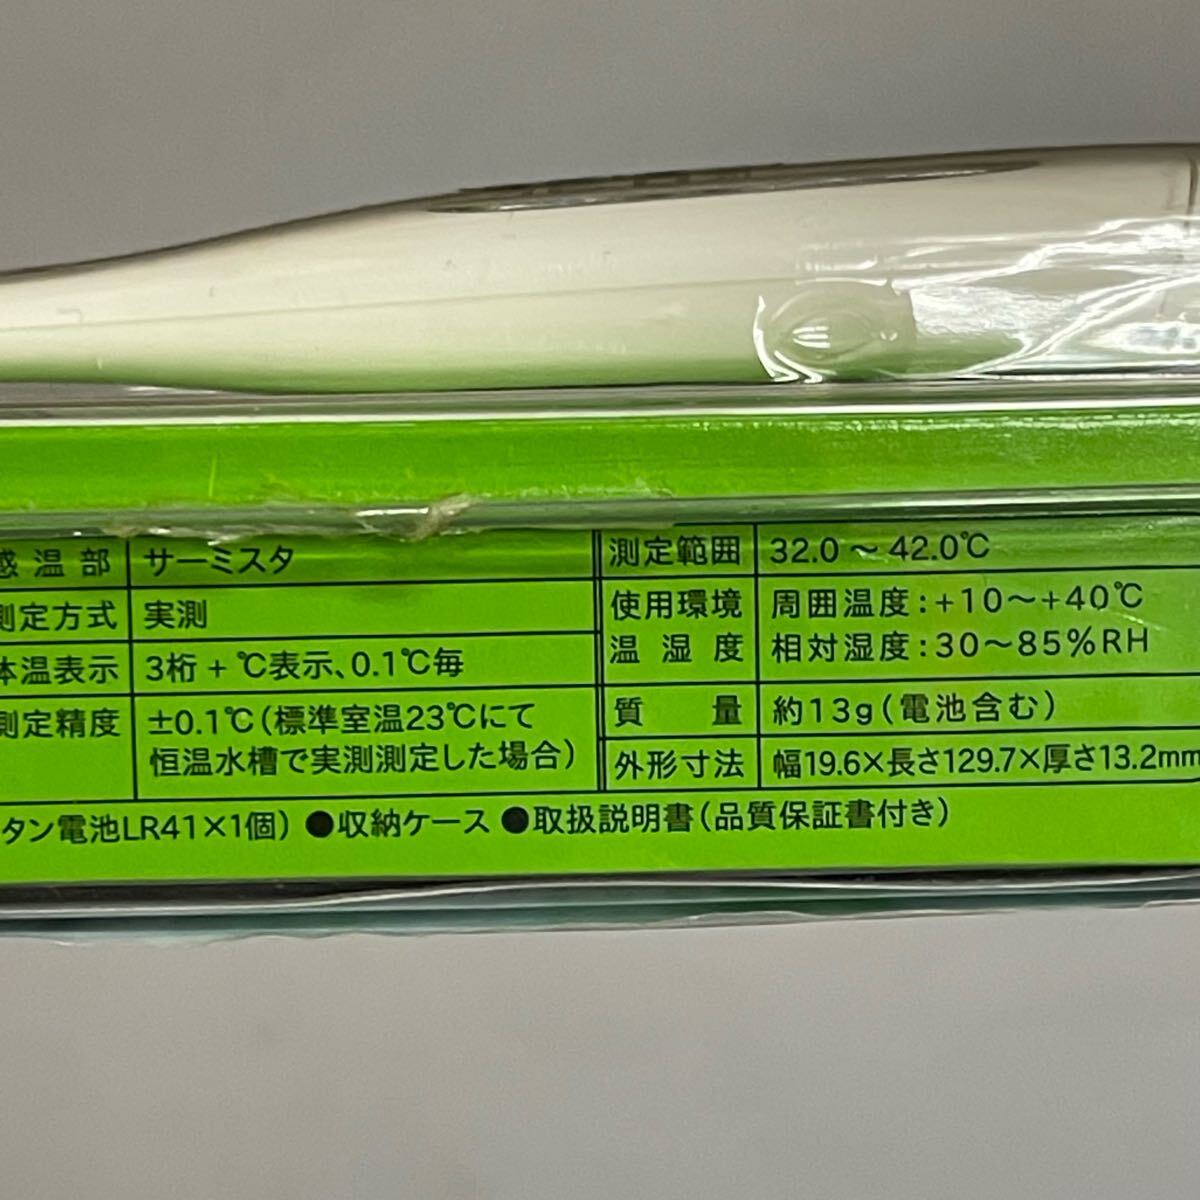 感温部 サーミスタ
測定方式 実測
体温表示 3桁+℃表示、0.1℃毎
測定精度 ±0.1℃(標準室温23℃にて
恒温水槽で実測測定した場合)
測定範囲 32.0～42.0℃
使用環境 周囲温度:+10～+40℃
温湿度 相対湿度:30～85%RH
質量 約13g(電池含む)
外形寸法 幅19.6×長さ129.7×厚さ13.2mm
タン電池LR41×1個) ●収納ケース ●取扱説明書(品質保証書付き)